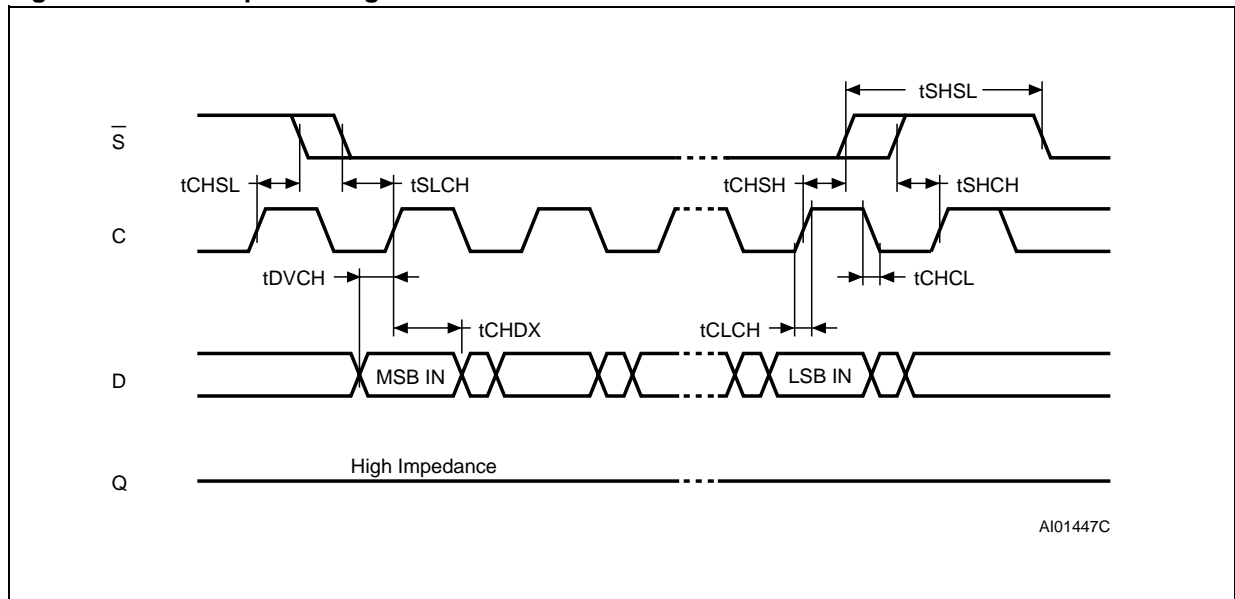 tSHSL
S
tCHSL
tSLCH
tCHSH
tSHCH
C
tDVCH
tCHCL
tCHDX
tCLCH
D
MSB IN
LSB IN
High Impedance
Q
AI01447C